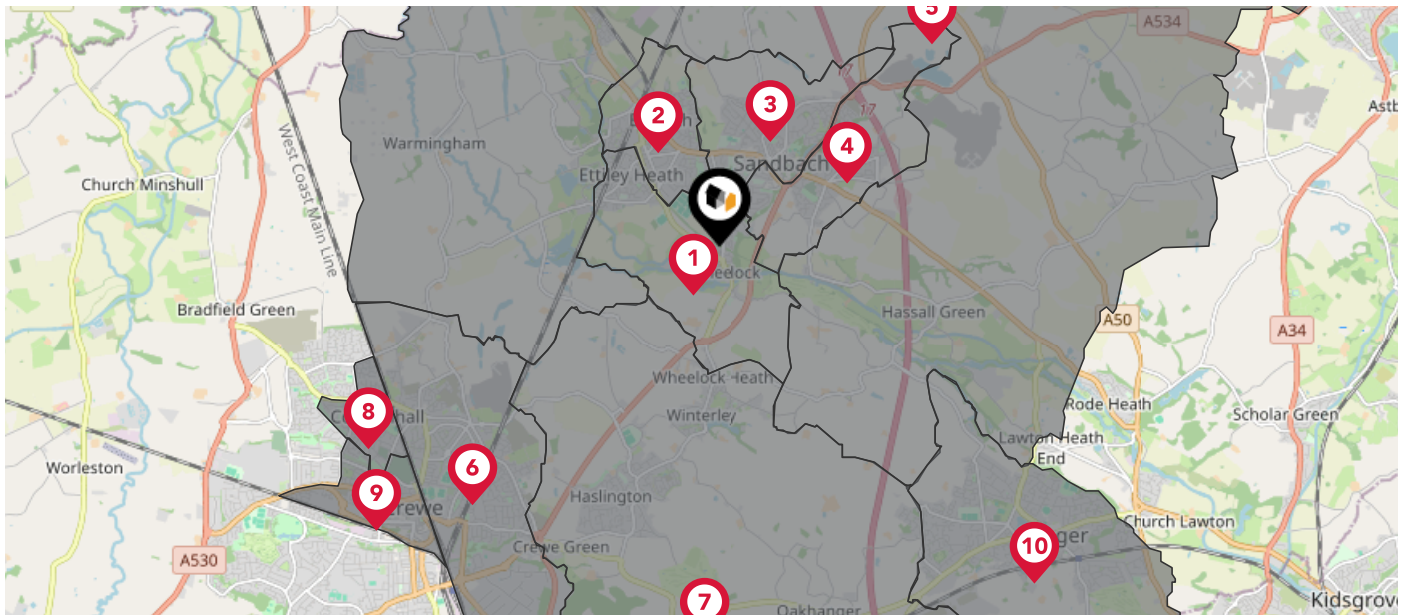 5
A534
17
3
2
Astb
17
Warmingham
4
Sandbach
Ettiley Heath
Church Minshull
West Coast Main Line
1
Bradfield Green
Hassall Green
A50
A34
Wheelock Heath
Rode Heath
8
Winterley
Scholar Green
Lawton Heath
End
Worleston
6
9
Haslington
Crewe
Church Lawton
10
Crewe Green
A530
7
Oakhanger
Kidsgrove